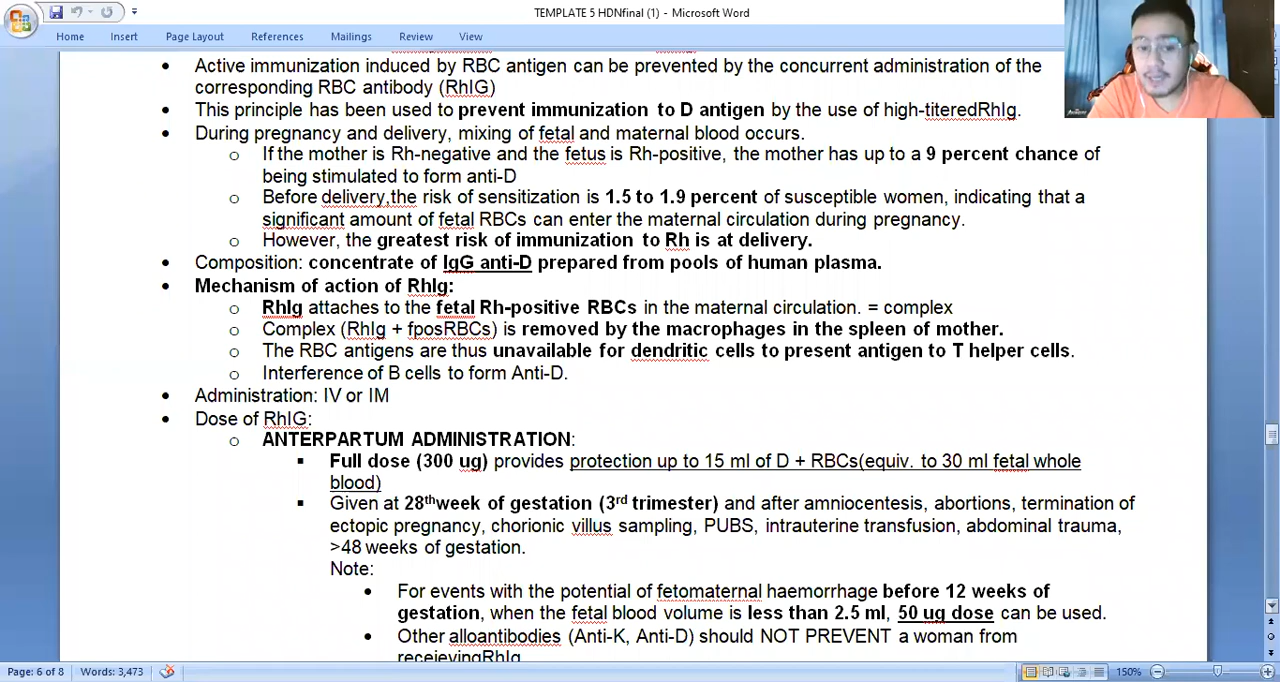 TEMPLATE 5 HDNfinal (1) - Microsoft Word
Home Insert Page Layout References Mailings Review View
• Active immunization induced by RBC antigen can be prevented by the concurrent administration of the
corresponding RBC antibody (RhIG)
• This principle has been used to prevent immunization to D antigen by the use of high-titeredRhIg.
• During pregnancy and delivery, mixing of fetal and maternal blood occurs.
o If the mother is Rh-negative and the fetus is Rh-positive, the mother has up to a 9 percent chance of
being stimulated to form anti-D
o Before delivery,the risk of sensitization is 1.5 to 1.9 percent of susceptible women, indicating that a
significant amount of fetal RBCs can enter the maternal circulation during pregnancy.
o However, the greatest risk of immunization to Rh is at delivery.
• Composition: concentrate of IgG anti-D prepared from pools of human plasma.
• Mechanism of action of RhIg:
o RhIg attaches to the fetal Rh-positive RBCs in the maternal circulation. = complex
o Complex (RhIg + fposRBCs) is removed by the macrophages in the spleen of mother.
o The RBC antigens are thus unavailable for dendritic cells to present antigen to T helper cells.
o Interference of B cells to form Anti-D.
• Administration: IV or IM
• Dose of RhIG:
o ANTERPARTUM ADMINISTRATION:
▪ Full dose (300 ug) provides protection up to 15 ml of D + RBCs(equiv. to 30 ml fetal whole
blood)
▪ Given at 28thweek of gestation (3rd trimester) and after amniocentesis, abortions, termination of
ectopic pregnancy, chorionic villus sampling, PUBS, intrauterine transfusion, abdominal trauma,
>48 weeks of gestation.
Note:
• For events with the potential of fetomaternal haemorrhage before 12 weeks of
gestation, when the fetal blood volume is less than 2.5 ml, 50 ug dose can be used.
• Other alloantibodies (Anti-K, Anti-D) should NOT PREVENT a woman from
receievingRhIg
Page: 6 of 8 Words: 3,473 150%